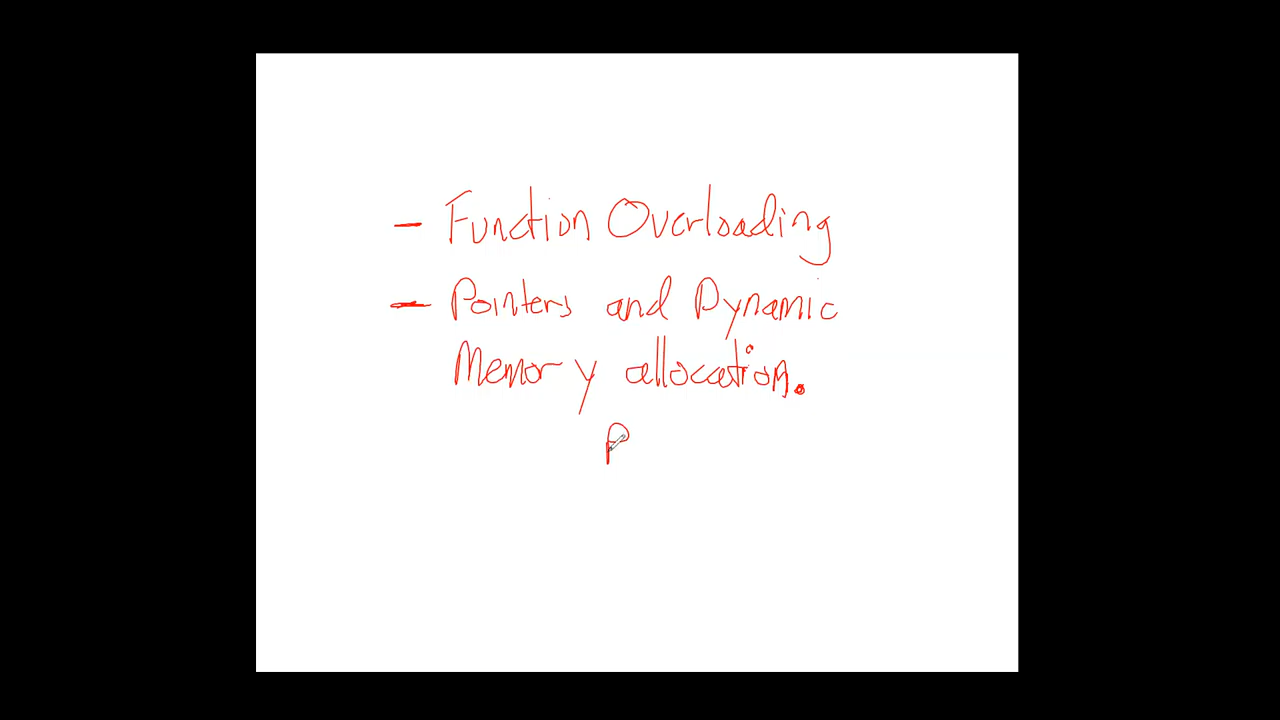 - Function Overloading
- Pointers and Dynamic
Memory allocation.
P